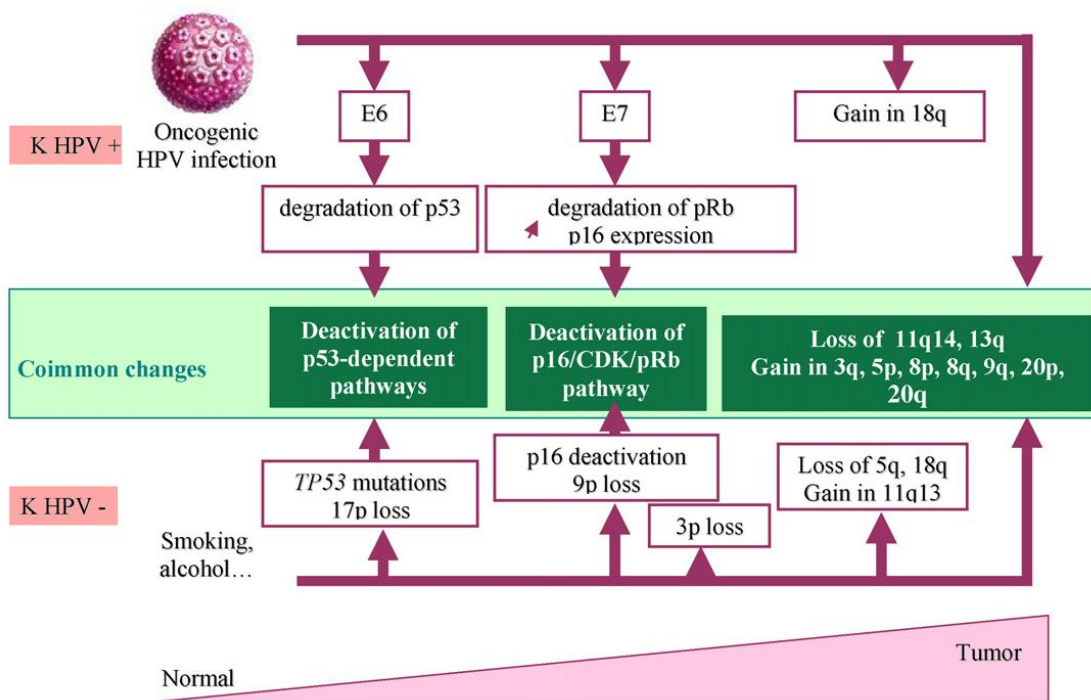 E6
E7
Gain in 18q
Oncogenic
HPV infection
K HPV +
degradation of p53
degradation of pRb
p16 expression
Coimmon changes
Deactivation of
p53-dependent
pathways
Deactivation of
p16/CDK/pRb
pathway
Loss of 11q14, 13q
Gain in 3q, 5p, 8p, 8q, 9q, 20p,
20q
K HPV -
TP53 mutations
17p loss
p16 deactivation
9p loss
3p loss
Loss of 5q, 18q
Gain in 11q13
Smoking,
alcohol…
Normal
Tumor